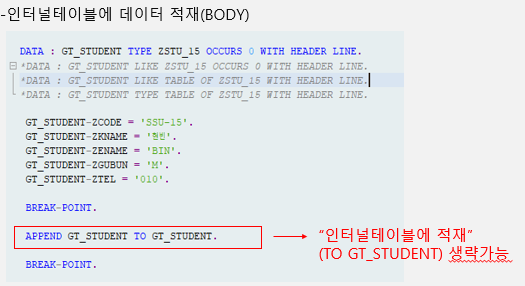 -인터널테이블에 데이터 적재(BODY)
DATA : GT_STUDENT TYPE ZSTU_15 OCCURS 0 WITH HEADER LINE.
*DATA : GT_STUDENT LIKE ZSTU_15 OCCURS 0 WITH HEADER LINE.
*DATA : GT_STUDENT LIKE TABLE OF ZSTU_15 WITH HEADER LINE.
*DATA : GT_STUDENT TYPE TABLE OF ZSTU_15 WITH HEADER LINE.
GT_STUDENT-ZCODE = 'SSU-15'.
GT_STUDENT-ZKNAME = '현빈'.
GT_STUDENT-ZENAME = 'BIN'.
GT_STUDENT-ZGUBUN = 'M'.
GT_STUDENT-ZTEL = '010'.
BREAK-POINT.
APPEND GT_STUDENT TO GT_STUDENT.
“인터널테이블에 적재”
(TO GT_STUDENT) 생략가능
BREAK-POINT.